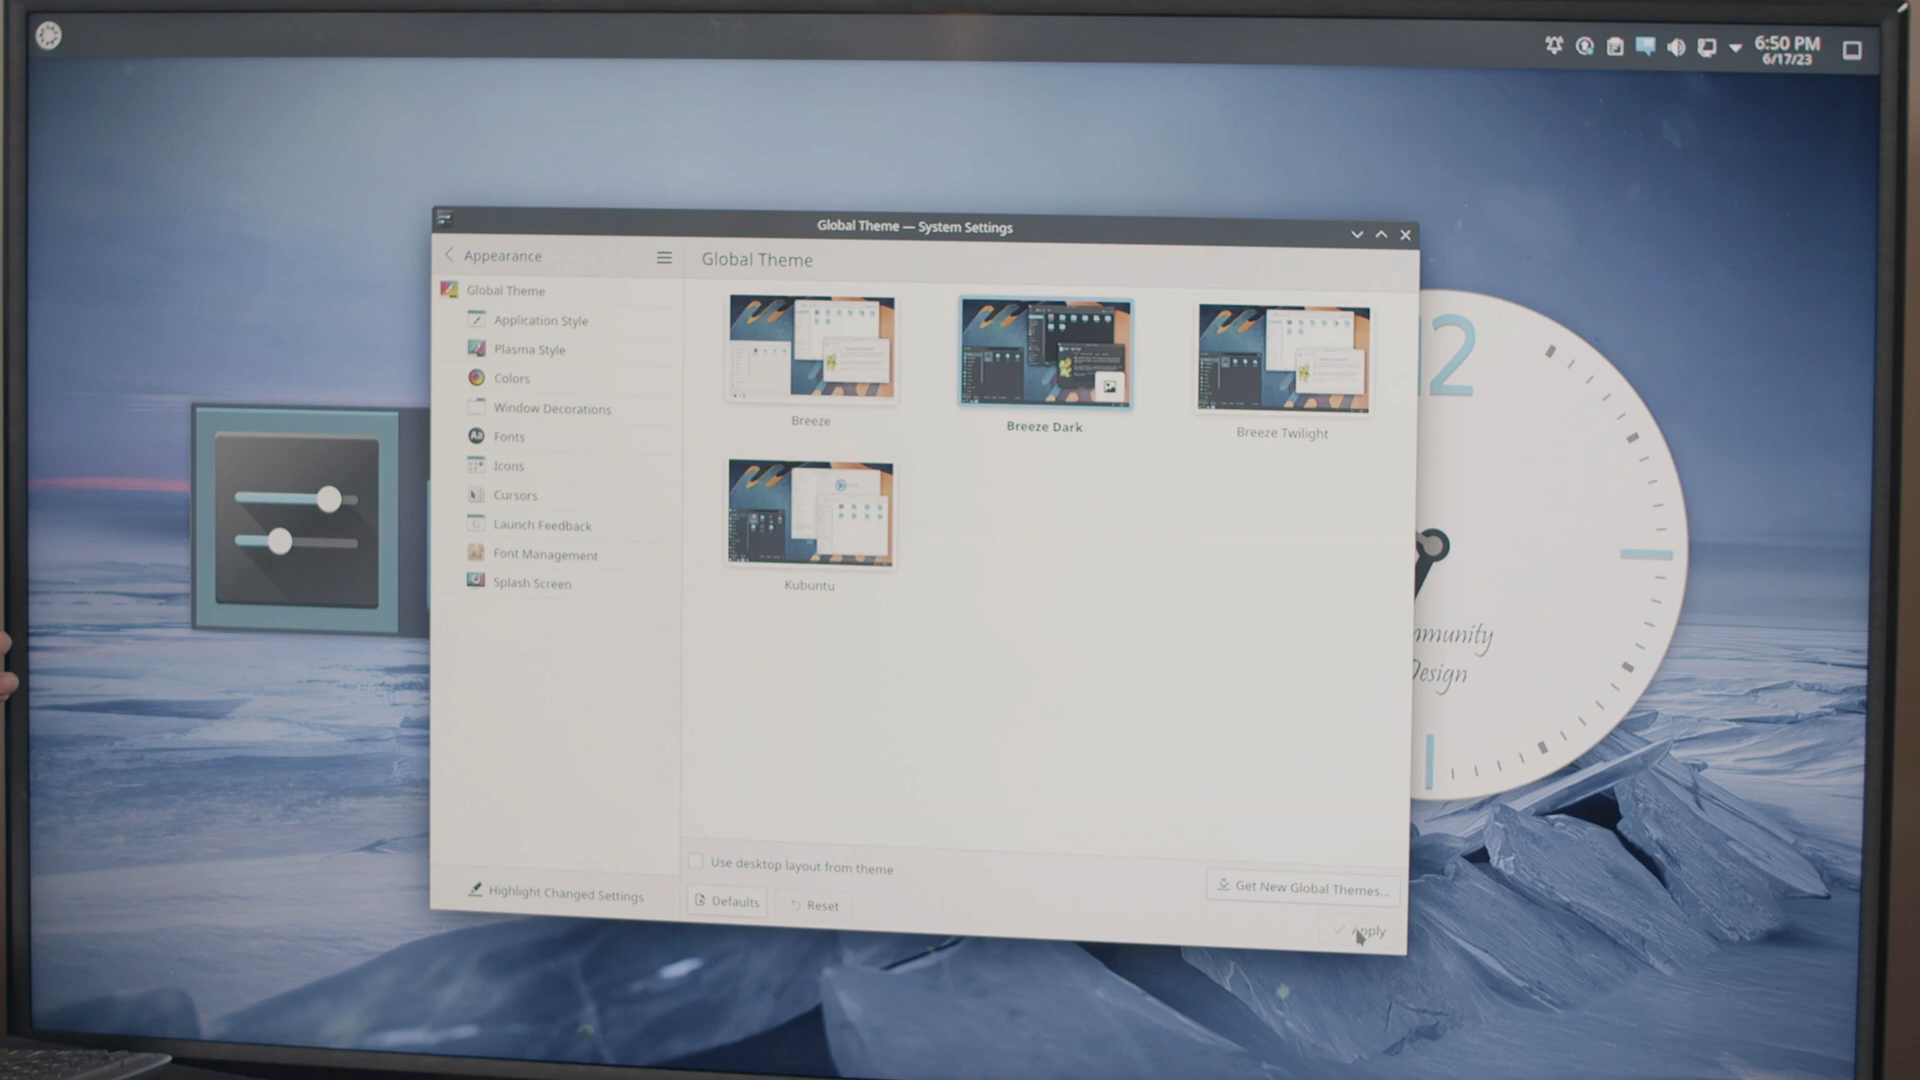 6:50 PM
6/17/23
Global Theme — System Settings
Appearance
Global Theme
Global Theme
Application Style
Plasma Style
Colors
Window Decorations
Fonts
Icons
Cursors
Launch Feedback
Font Management
Splash Screen
Highlight Changed Settings
Breeze
Breeze Dark
Breeze Twilight
Kubuntu
Use desktop layout from theme
Get New Global Themes...
Defaults
Reset
Apply
12
mmunity
Design